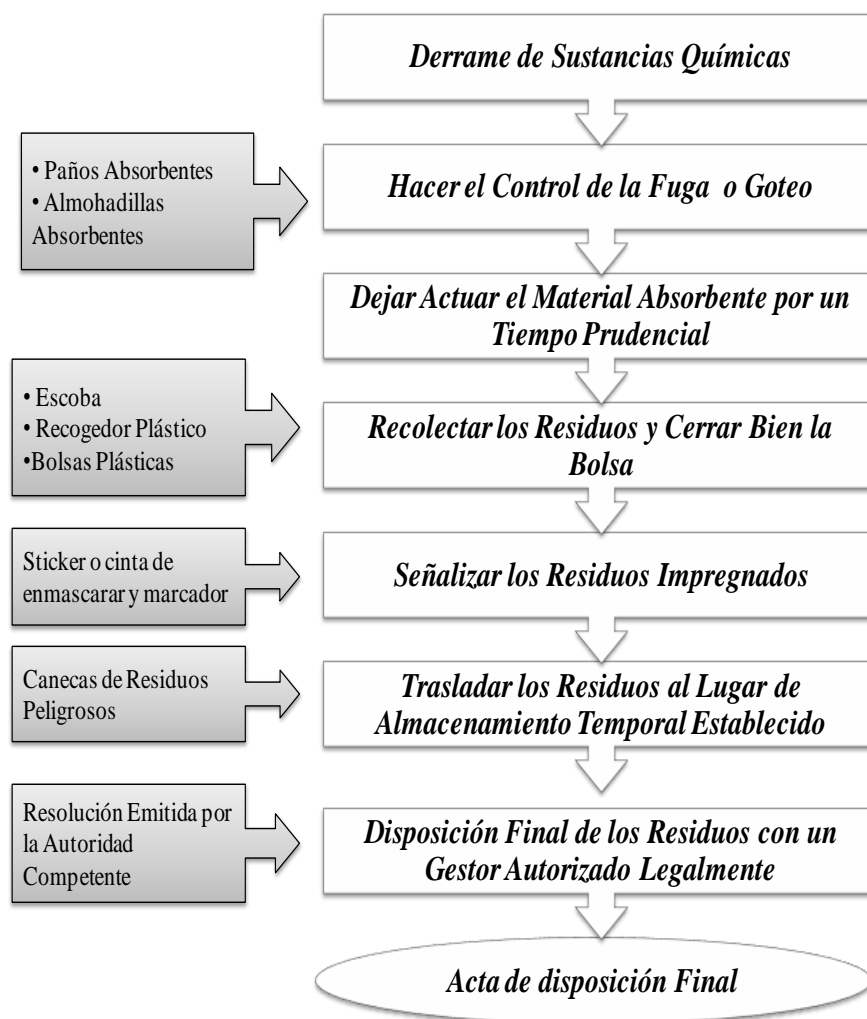 Derrame de Sustancias Químicas
• Paños Absorbentes
• Almohadillas
Absorbentes
Hacer el Control de la Fuga o Goteo
Dejar Actuar el Material Absorbente por un
Tiempo Prudencial
• Escoba
• Recogedor Plástico
•Bolsas Plásticas
Recolectar los Residuos y Cerrar Bien la
Bolsa
Sticker o cinta de
enmascarar y marcador
Señalizar los Residuos Impregnados
Canecas de Residuos
Peligrosos
Trasladar los Residuos al Lugar de
Almacenamiento Temporal Establecido
Resolución Emitida por
la Autoridad
Competente
Disposición Final de los Residuos con un
Gestor Autorizado Legalmente
Acta de disposición Final